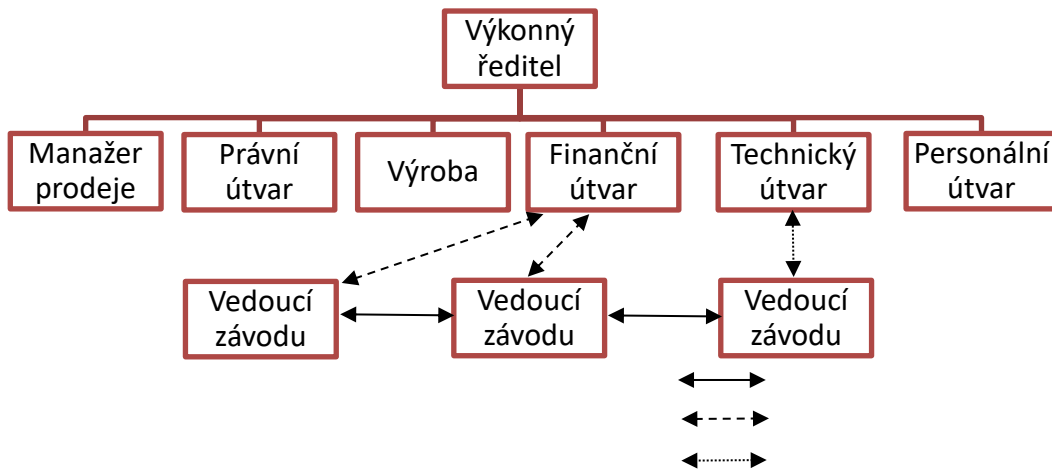 Výkonný
ředitel
Manažer
prodeje
Právní
útvar
Výroba
Finanční
útvar
Technický
útvar
Personální
útvar
Vedoucí
závodu
Vedoucí
závodu
Vedoucí
závodu